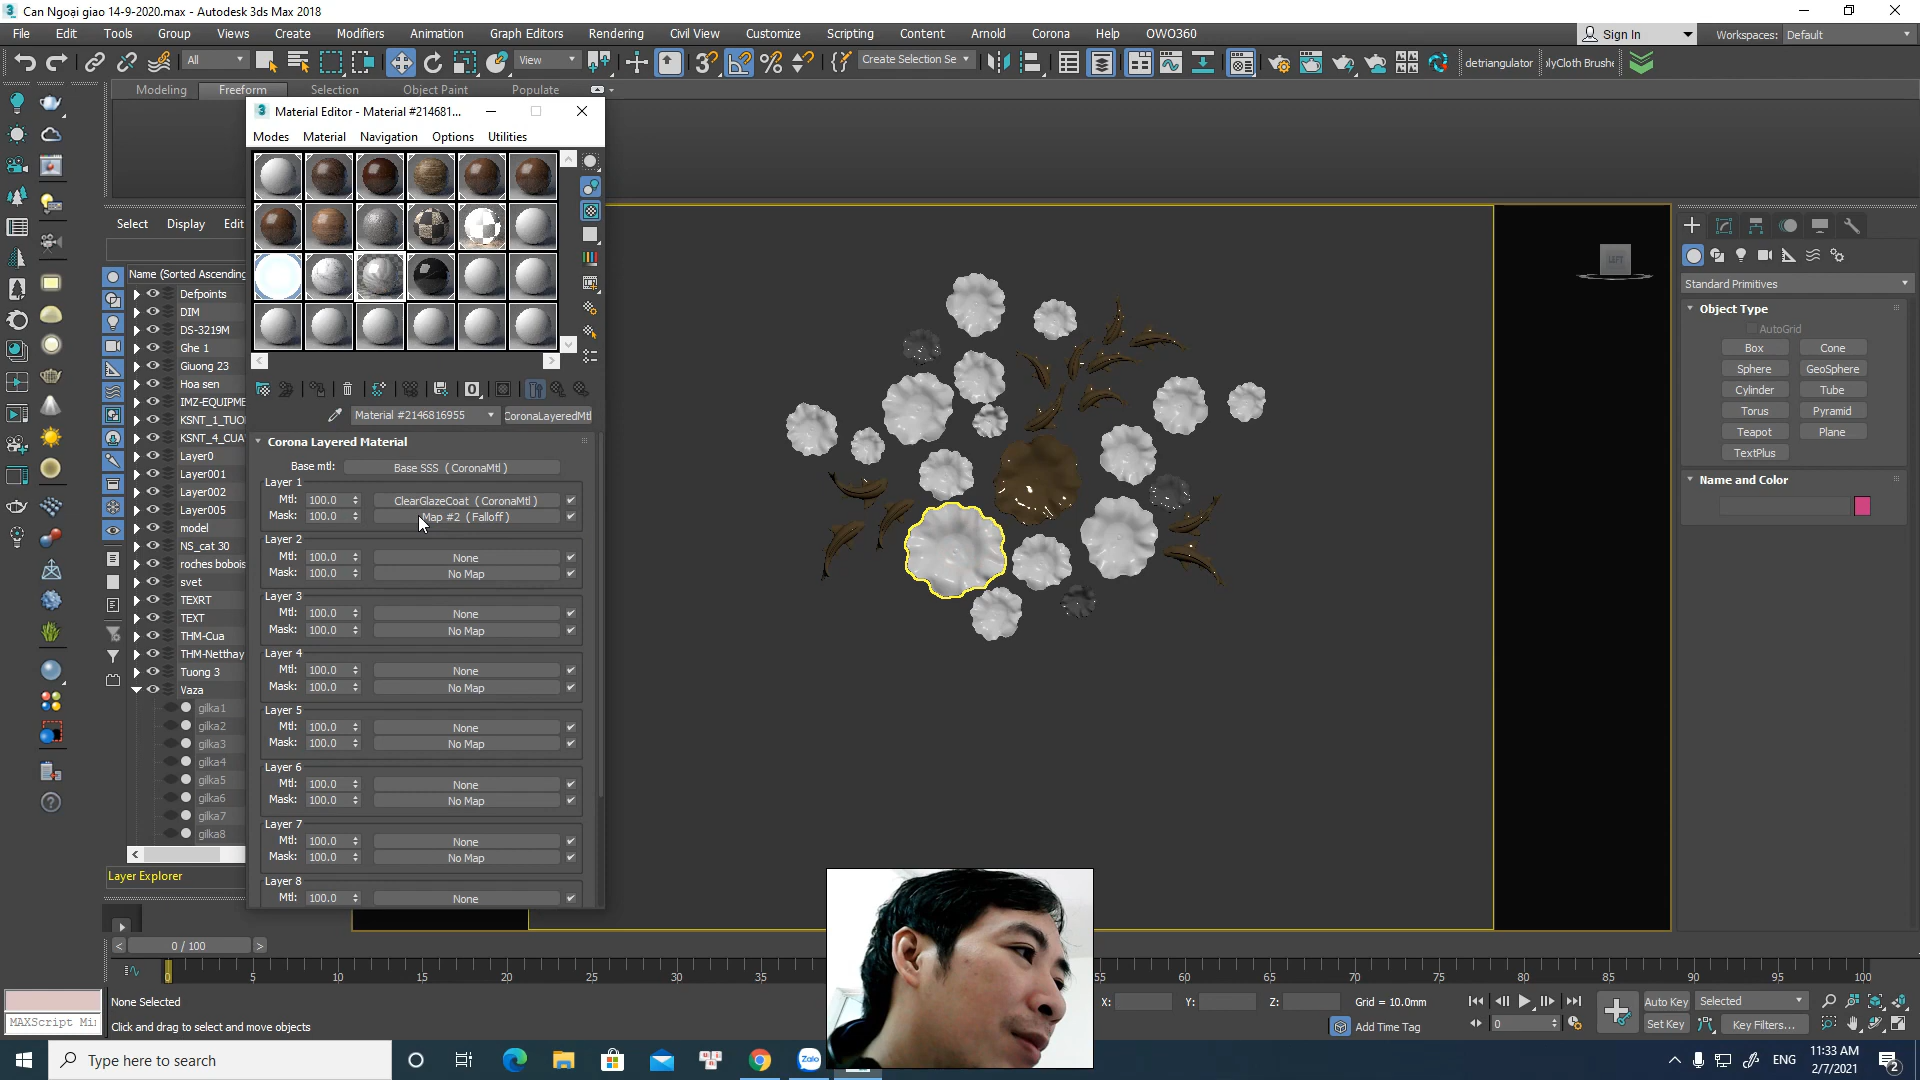 Can Ngoại giao 14-9-2020.max - Autodesk 3ds Max 2018
File Edit Tools Group Views Create Modifiers Animation Graph Editors Rendering Civil View Customize Scripting Content Arnold Corona Help OWO360
Sign In Workspaces: Default
All View Create Selection Se detriangulator
Modeling Freeform Selection Object Paint Populate
Material Editor - Material #214681...
Modes Material Navigation Options Utilities
Select Display Edit
Name (Sorted Ascending
Defpoints
DIM
DS-3219M
Ghe 1
Giuong 23
Hoa sen
IMZ-EQUIPME
KSNT_1_TUO
KSNT_4_CUA
Layer0
Layer001
Layer002
Layer005
model
NS_cat 30
roches bobois
svet
TEXRT
TEXT
THM-Cua
THM-Netthay
Tuong 3
Vaza
gilka1
gilka2
gilka3
gilka4
gilka5
gilka6
gilka7
gilka8
Layer Explorer
Material #2146816955 CoronaLayeredMtl
Corona Layered Material
Base mtl: Base SSS ( CoronaMtl )
Layer 1
Mtl: 100.0 ClearGlazeCoat ( CoronaMtl )
Mask: 100.0 Map #2 ( Falloff )
Layer 2
Mtl: 100.0 None
Mask: 100.0 No Map
Layer 3
Mtl: 100.0 None
Mask: 100.0 No Map
Layer 4
Mtl: 100.0 None
Mask: 100.0 No Map
Layer 5
Mtl: 100.0 None
Mask: 100.0 No Map
Layer 6
Mtl: 100.0 None
Mask: 100.0 No Map
Layer 7
Mtl: 100.0 None
Mask: 100.0 No Map
Layer 8
Mtl: 100.0 None
LEFT
Standard Primitives
Object Type
AutoGrid
Box Cone
Sphere GeoSphere
Cylinder Tube
Torus Pyramid
Teapot Plane
TextPlus
Name and Color
0 / 100
0 5 10 15 20 25 30 35 55 60 65 70 75 80 85 90 95 100
None Selected
Click and drag to select and move objects
MAXScript Mi
X: Y: Z: Grid = 10.0mm
Add Time Tag
Auto Key Selected
0 Set Key Key Filters...
Type here to search
Zalo
ENG
11:33 AM
2/7/2021
2